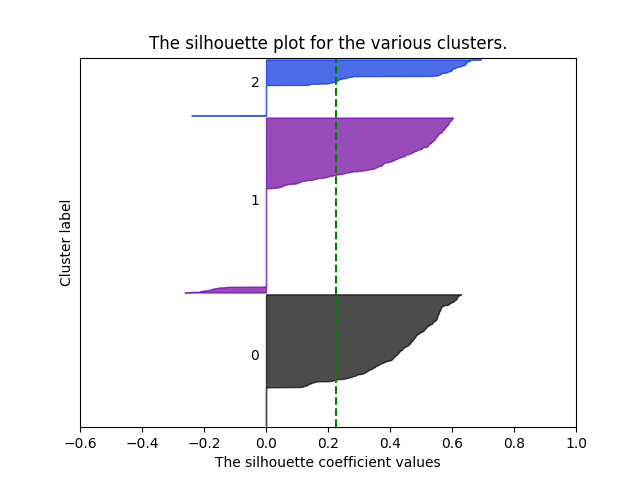 The silhouette plot for the various clusters.
2
1
0
Cluster label
−0.6 −0.4 −0.2 0.0 0.2 0.4 0.6 0.8 1.0
The silhouette coefficient values